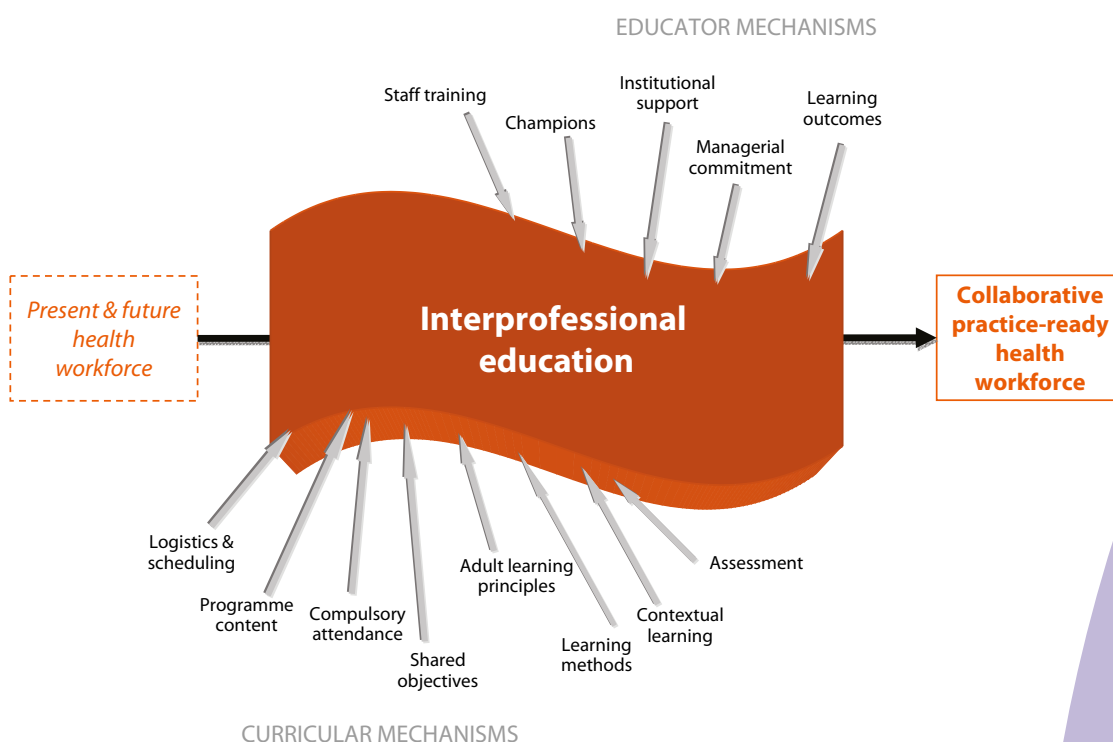 EDUCATOR MECHANISMS
Staff training
Champions
Institutional
support
Managerial
commitment
Learning
outcomes
Present & future
health
workforce
Interprofessional
education
Collaborative
practice-ready
health
workforce
Logistics &
scheduling
Programme
content
Compulsory
attendance
Shared
objectives
Adult learning
principles
Learning
methods
Contextual
learning
Assessment
CURRICULAR MECHANISMS